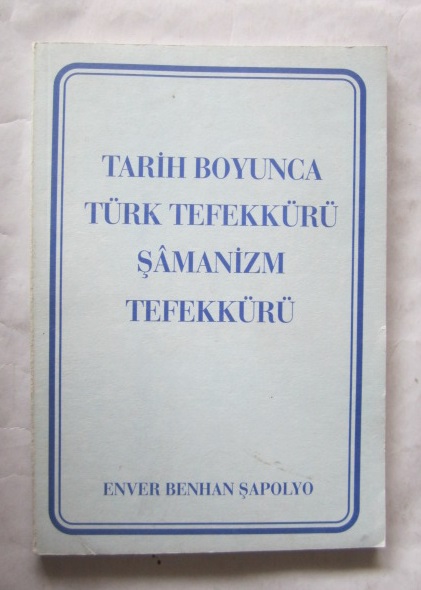 TARİH BOYUNCA
TÜRK TEFEKKÜRÜ
ŞÂMANİZM
TEFEKKÜRÜ
ENVER BENHAN ŞAPOLYO